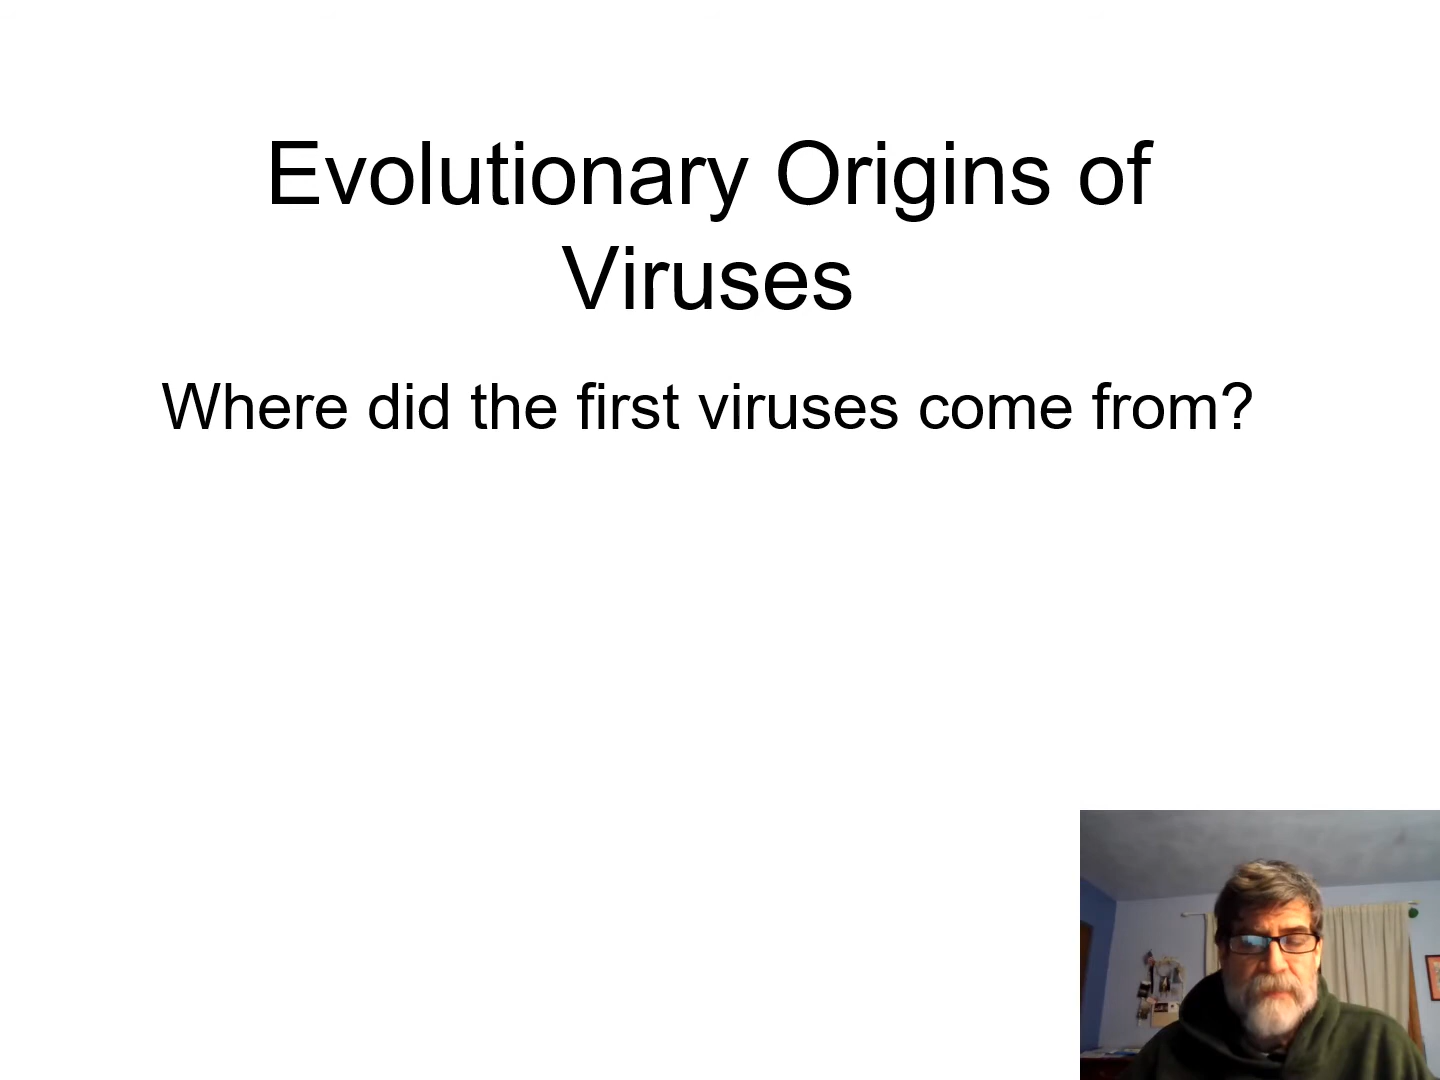 Evolutionary Origins of
Viruses
Where did the first viruses come from?